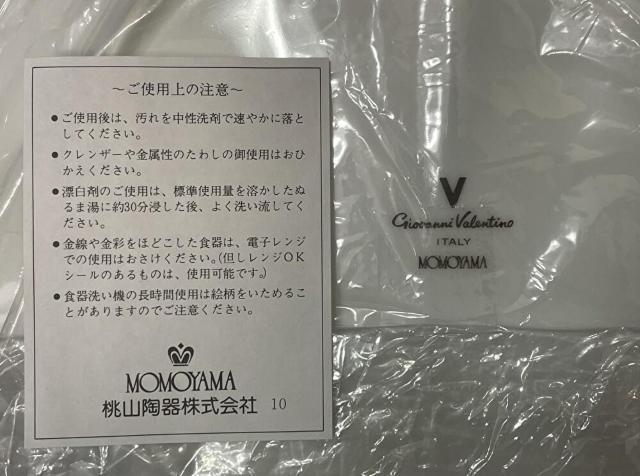 ～ご使用上の注意～
●ご使用後は、汚れを中性洗剤で速やかに落と
してください。
●クレンザーや金属性のたわしの御使用はおひ
かえください。
●漂白剤のご使用は、標準使用量を溶かしたぬ
るま湯に約30分浸した後、よく洗い流してく
ださい。
●金線や金彩をほどこした食器は、電子レンジ
での使用はおさけください。(但しレンジOK
シールのあるものは、使用可能です。)
●食器洗い機の長時間使用は絵柄をいためるこ
とがありますのでご注意ください。
MOMOYAMA
桃山陶器株式会社 10
V
Giovanni Valentino
ITALY
MOMOYAMA